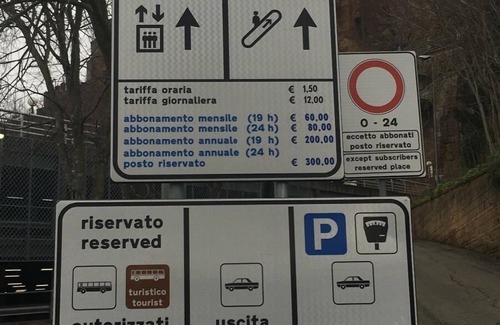 tariffa oraria € 1,50
tariffa giornaliera € 12,00
abbonamento mensile (19 h) € 60,00
abbonamento mensile (24 h) € 80,00
abbonamento annuale (19 h) € 200,00
abbonamento annuale (24 h)
posto riservato € 300,00
0 - 24
eccetto abbonati
posto riservato
except subscribers
reserved place
riservato
reserved
P
turistico
tourist
autorizzati
uscita